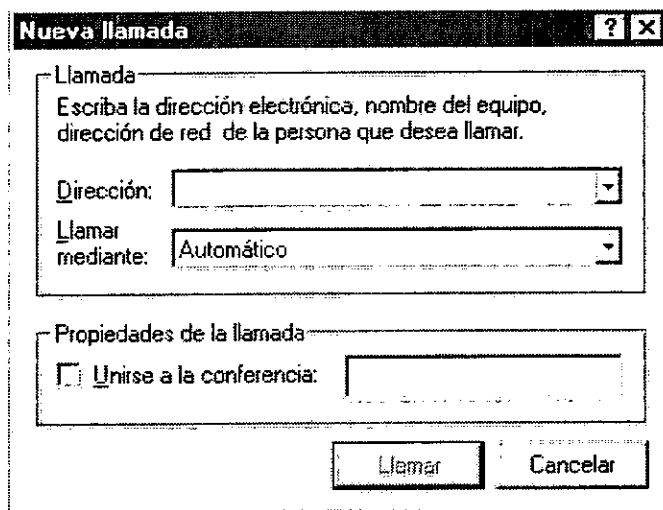 Nueva llamada
Llamada
Escriba la dirección electrónica, nombre del equipo,
dirección de red de la persona que desea llamar.
Dirección:
Llamar
mediante: Automático
Propiedades de la llamada
Unirse a la conferencia:
Llamar Cancelar